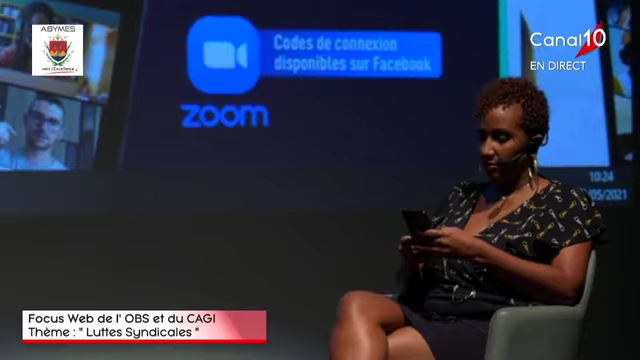 ABYMES
Codes de connexion
disponibles sur Facebook
zoom
Canal10
EN DIRECT
10:24
/05/2021
Focus Web de l' OBS et du CAGI
Thème : " Luttes Syndicales "